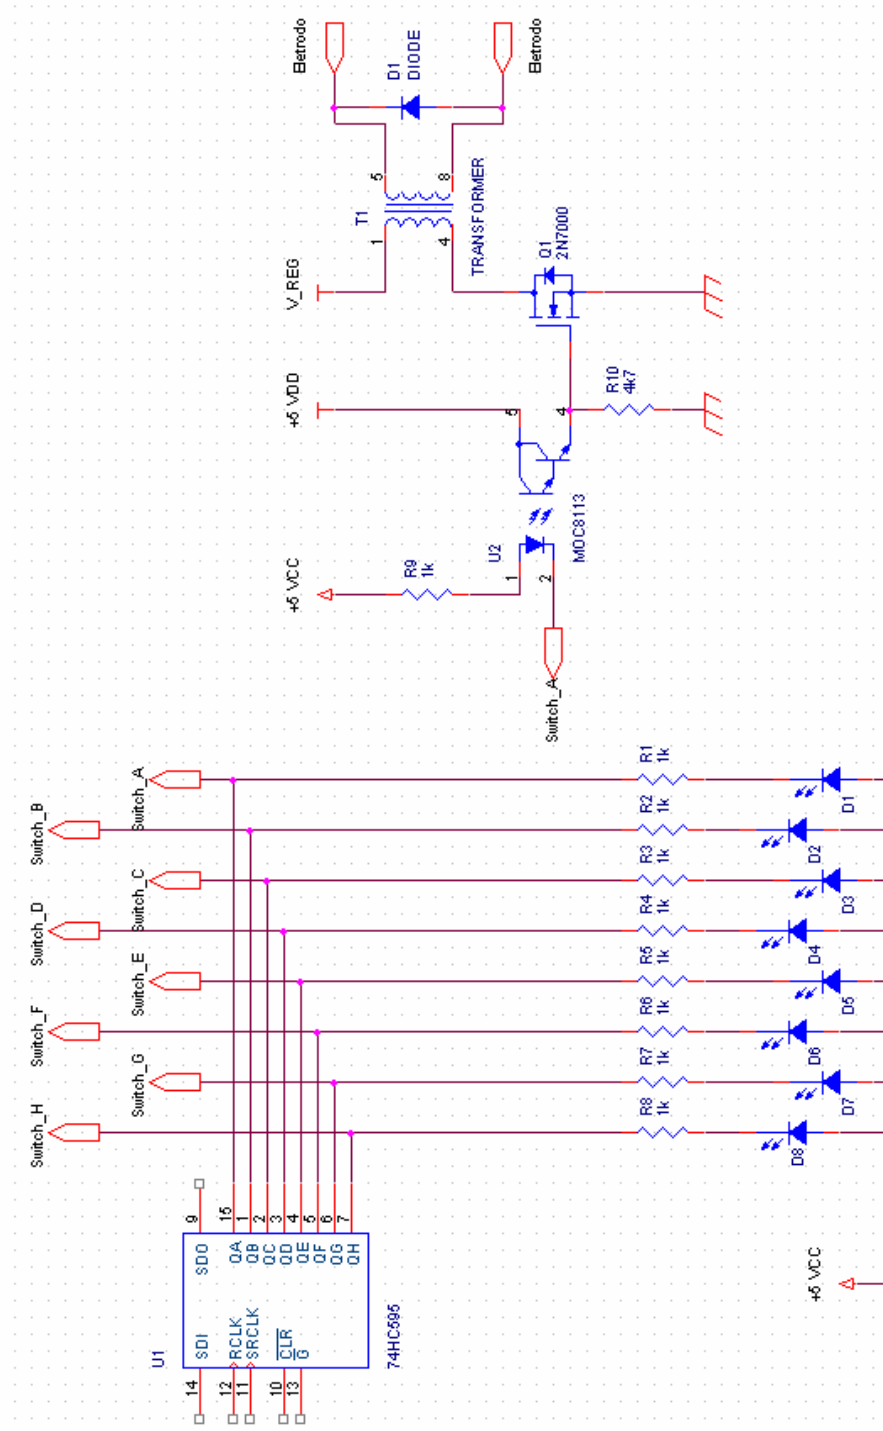 U1
14
12
11
10
13
SDI
RCLK
SRCLK
CLR
G
SDO
QA
QB
QC
QD
QE
QF
QG
QH
9
15
1
2
3
4
5
6
7
74HC595
Switch_H
Switch_G
Switch_F
Switch_E
Switch_D
Switch_C
Switch_B
Switch_A
R8
1k
R7
1k
R6
1k
R5
1k
R4
1k
R3
1k
R2
1k
R1
1k
D8
D7
D6
D5
D4
D3
D2
D1
+5 VCC
Switch_A
+5 VCC
R9
1k
U2
1
2
5
4
MOC8113
+5 VDD
R10
4k7
V_REG
Q1
2N7000
T1
1
4
5
8
TRANSFORMER
Eletrodo
D1
DIODE
Eletrodo